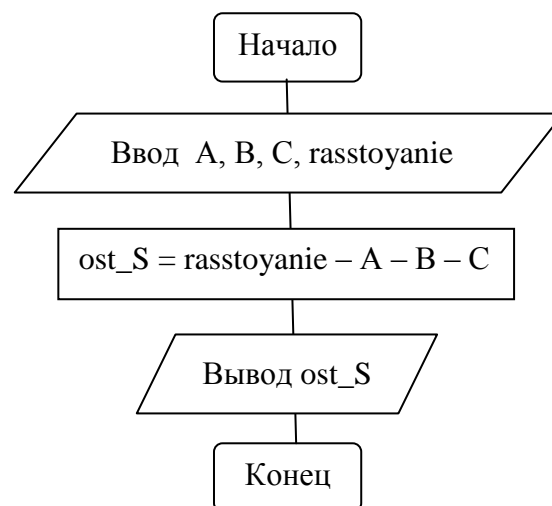 Начало
Ввод A, B, C, rasstoyanie
ost_S = rasstoyanie – A – B – C
Вывод ost_S
Конец